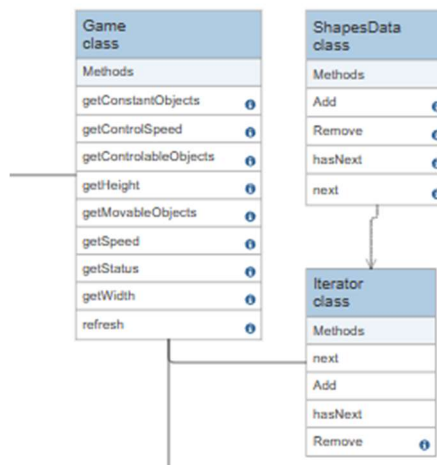 Game
class
Methods
getConstantObjects
getControlSpeed
getControlableObjects
getHeight
getMovableObjects
getSpeed
getStatus
getWidth
refresh
ShapesData
class
Methods
Add
Remove
hasNext
next
Iterator
class
Methods
next
Add
hasNext
Remove